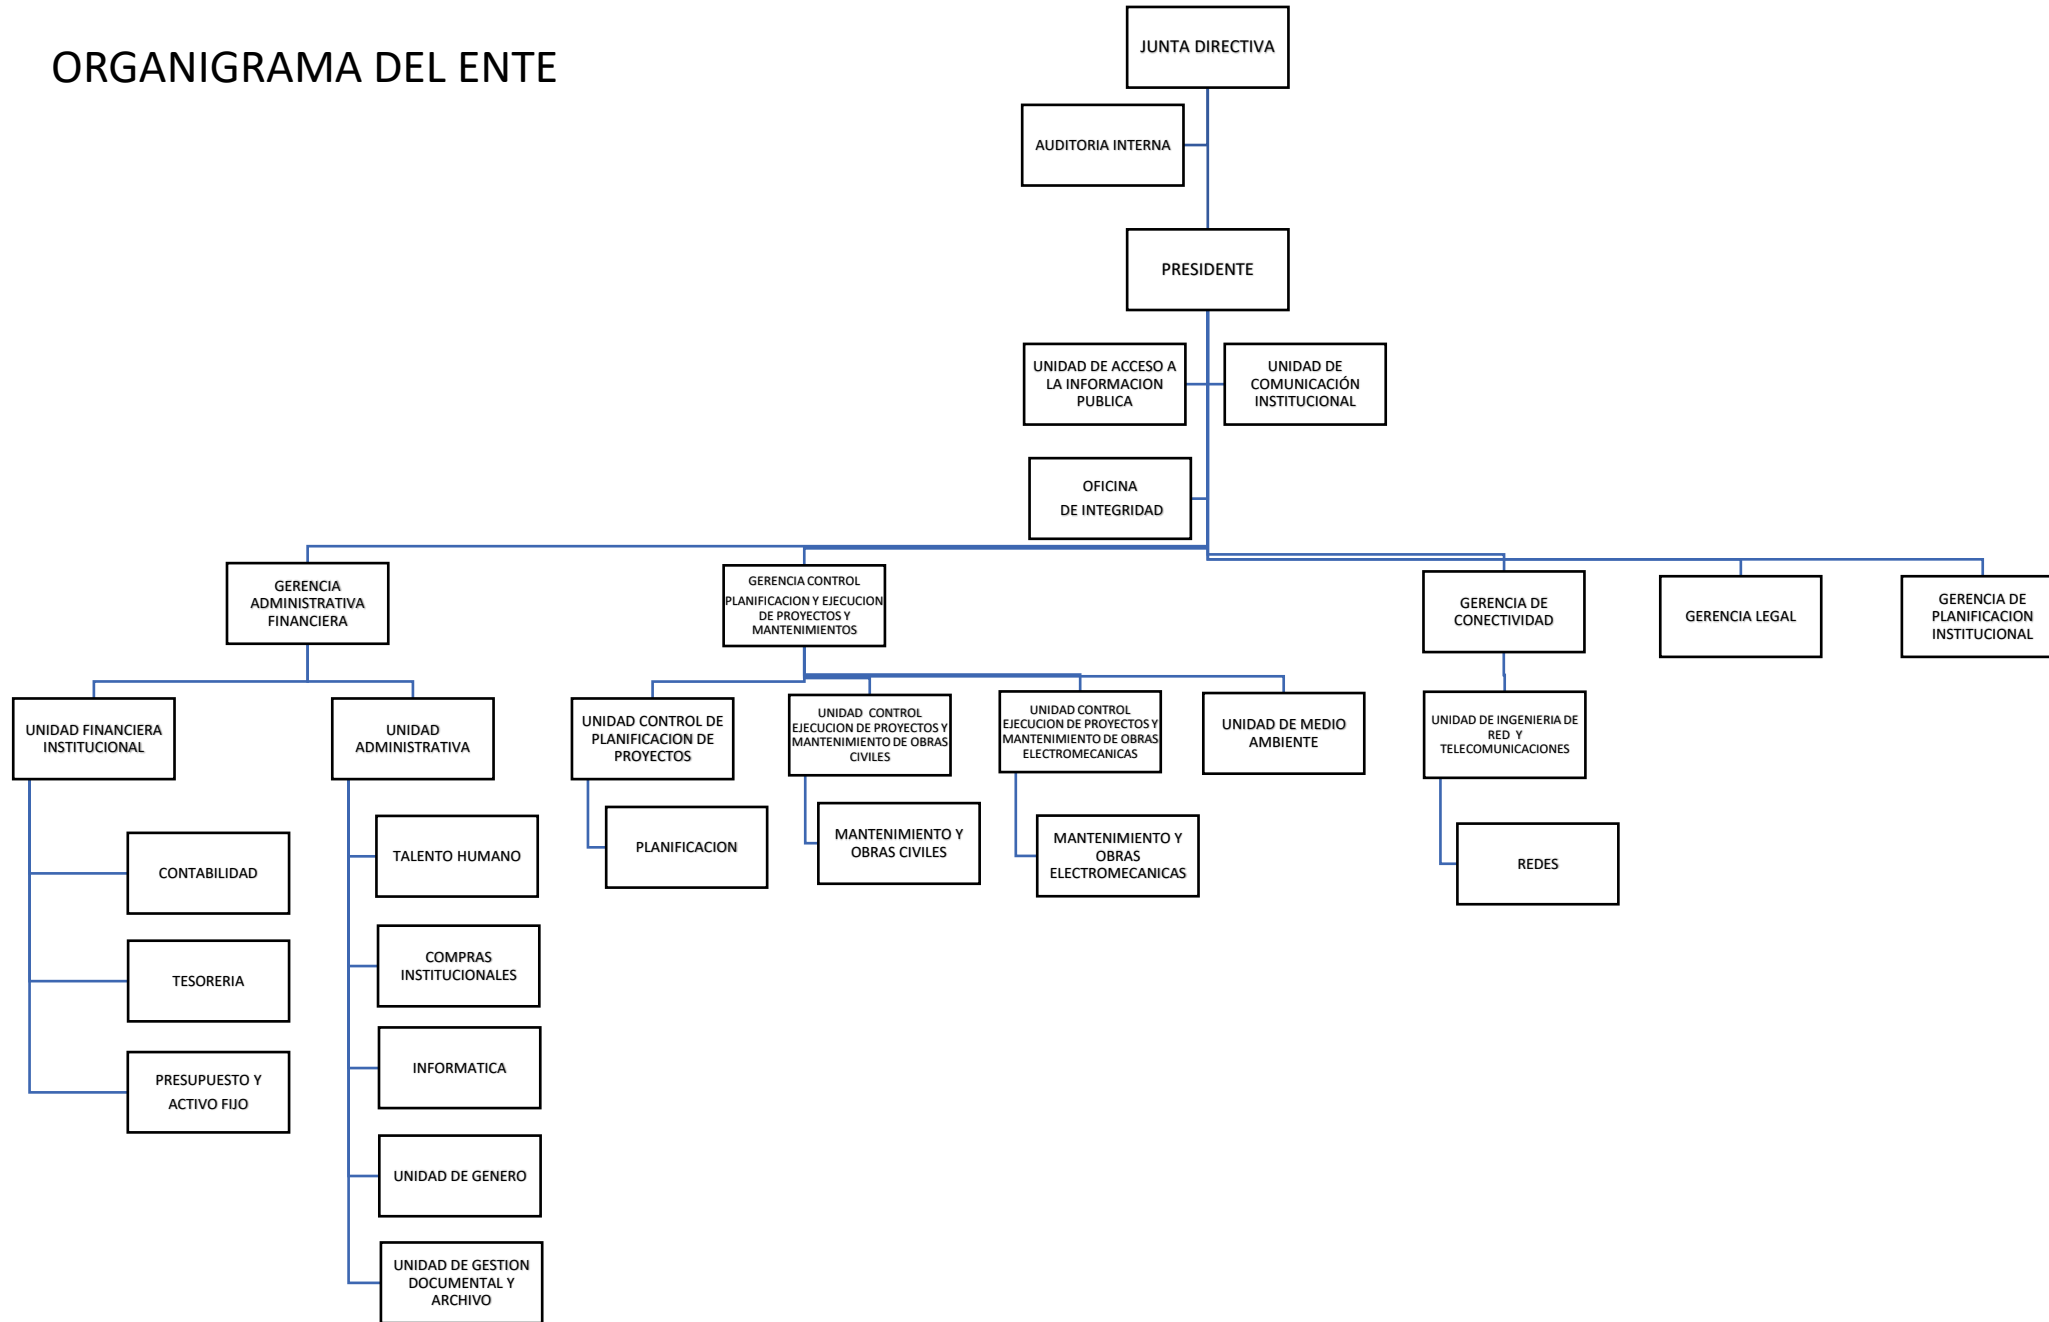 ORGANIGRAMA DEL ENTE
JUNTA DIRECTIVA
AUDITORIA INTERNA
PRESIDENTE
UNIDAD DE ACCESO A
LA INFORMACION
PUBLICA
UNIDAD DE
COMUNICACIÓN
INSTITUCIONAL
OFICINA
DE INTEGRIDAD
GERENCIA
ADMINISTRATIVA
FINANCIERA
GERENCIA CONTROL
PLANIFICACION Y EJECUCION
DE PROYECTOS Y
MANTENIMIENTOS
GERENCIA DE
CONECTIVIDAD
GERENCIA LEGAL
GERENCIA DE
PLANIFICACION
INSTITUCIONAL
UNIDAD FINANCIERA
INSTITUCIONAL
UNIDAD
ADMINISTRATIVA
UNIDAD CONTROL DE
PLANIFICACION DE
PROYECTOS
UNIDAD CONTROL
EJECUCION DE PROYECTOS Y
MANTENIMIENTO DE OBRAS
CIVILES
UNIDAD CONTROL
EJECUCION DE PROYECTOS Y
MANTENIMIENTO DE OBRAS
ELECTROMECANICAS
UNIDAD DE MEDIO
AMBIENTE
UNIDAD DE INGENIERIA DE
RED Y
TELECOMUNICACIONES
CONTABILIDAD
TESORERIA
PRESUPUESTO Y
ACTIVO FIJO
TALENTO HUMANO
COMPRAS
INSTITUCIONALES
INFORMATICA
UNIDAD DE GENERO
UNIDAD DE GESTION
DOCUMENTAL Y
ARCHIVO
PLANIFICACION
MANTENIMIENTO Y
OBRAS CIVILES
MANTENIMIENTO Y
OBRAS
ELECTROMECANICAS
REDES